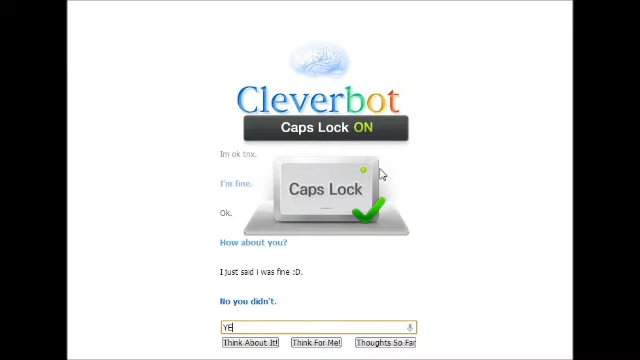 Cleverbot
Caps Lock ON
Im ok tnx.
Caps Lock
I'm fine.
Ok.
How about you?
I just said i was fine :D.
No you didn't.
YE
Think About It!
Think For Me!
Thoughts So Far